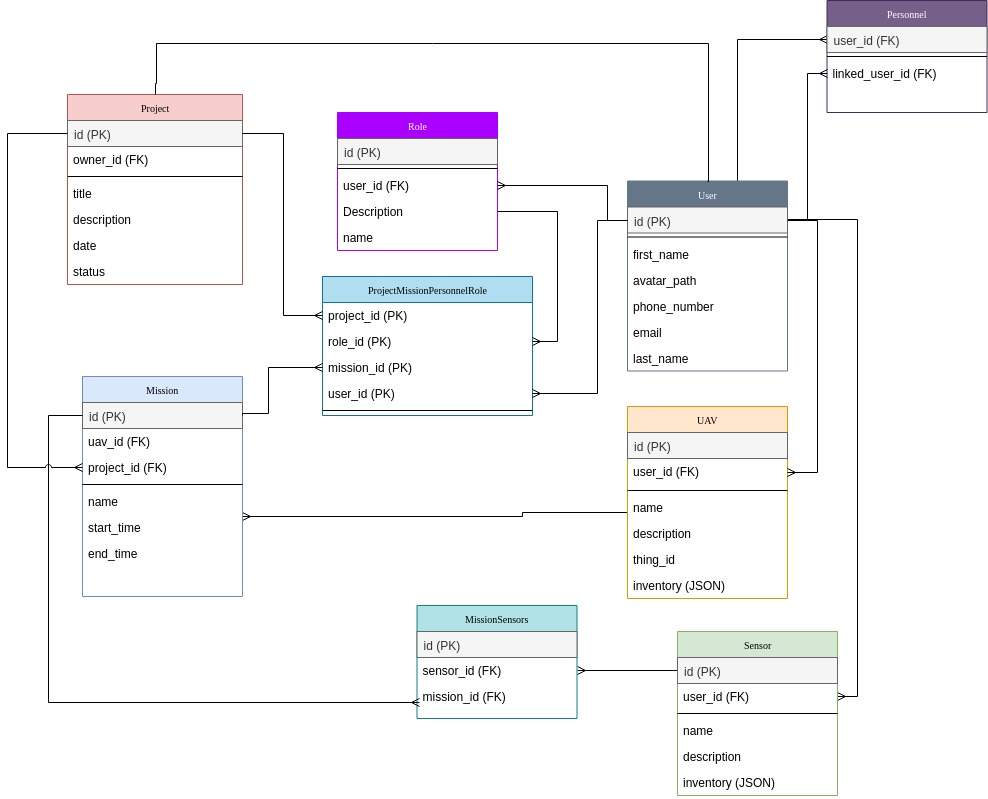 Personnel
user_id (FK)
linked_user_id (FK)
Project
id (PK)
owner_id (FK)
title
description
date
status
Role
id (PK)
user_id (FK)
Description
name
User
id (PK)
first_name
avatar_path
phone_number
email
last_name
ProjectMissionPersonnelRole
project_id (PK)
role_id (PK)
mission_id (PK)
user_id (PK)
Mission
id (PK)
uav_id (FK)
project_id (FK)
name
start_time
end_time
UAV
id (PK)
user_id (FK)
name
description
thing_id
inventory (JSON)
MissionSensors
id (PK)
sensor_id (FK)
mission_id (FK)
Sensor
id (PK)
user_id (FK)
name
description
inventory (JSON)